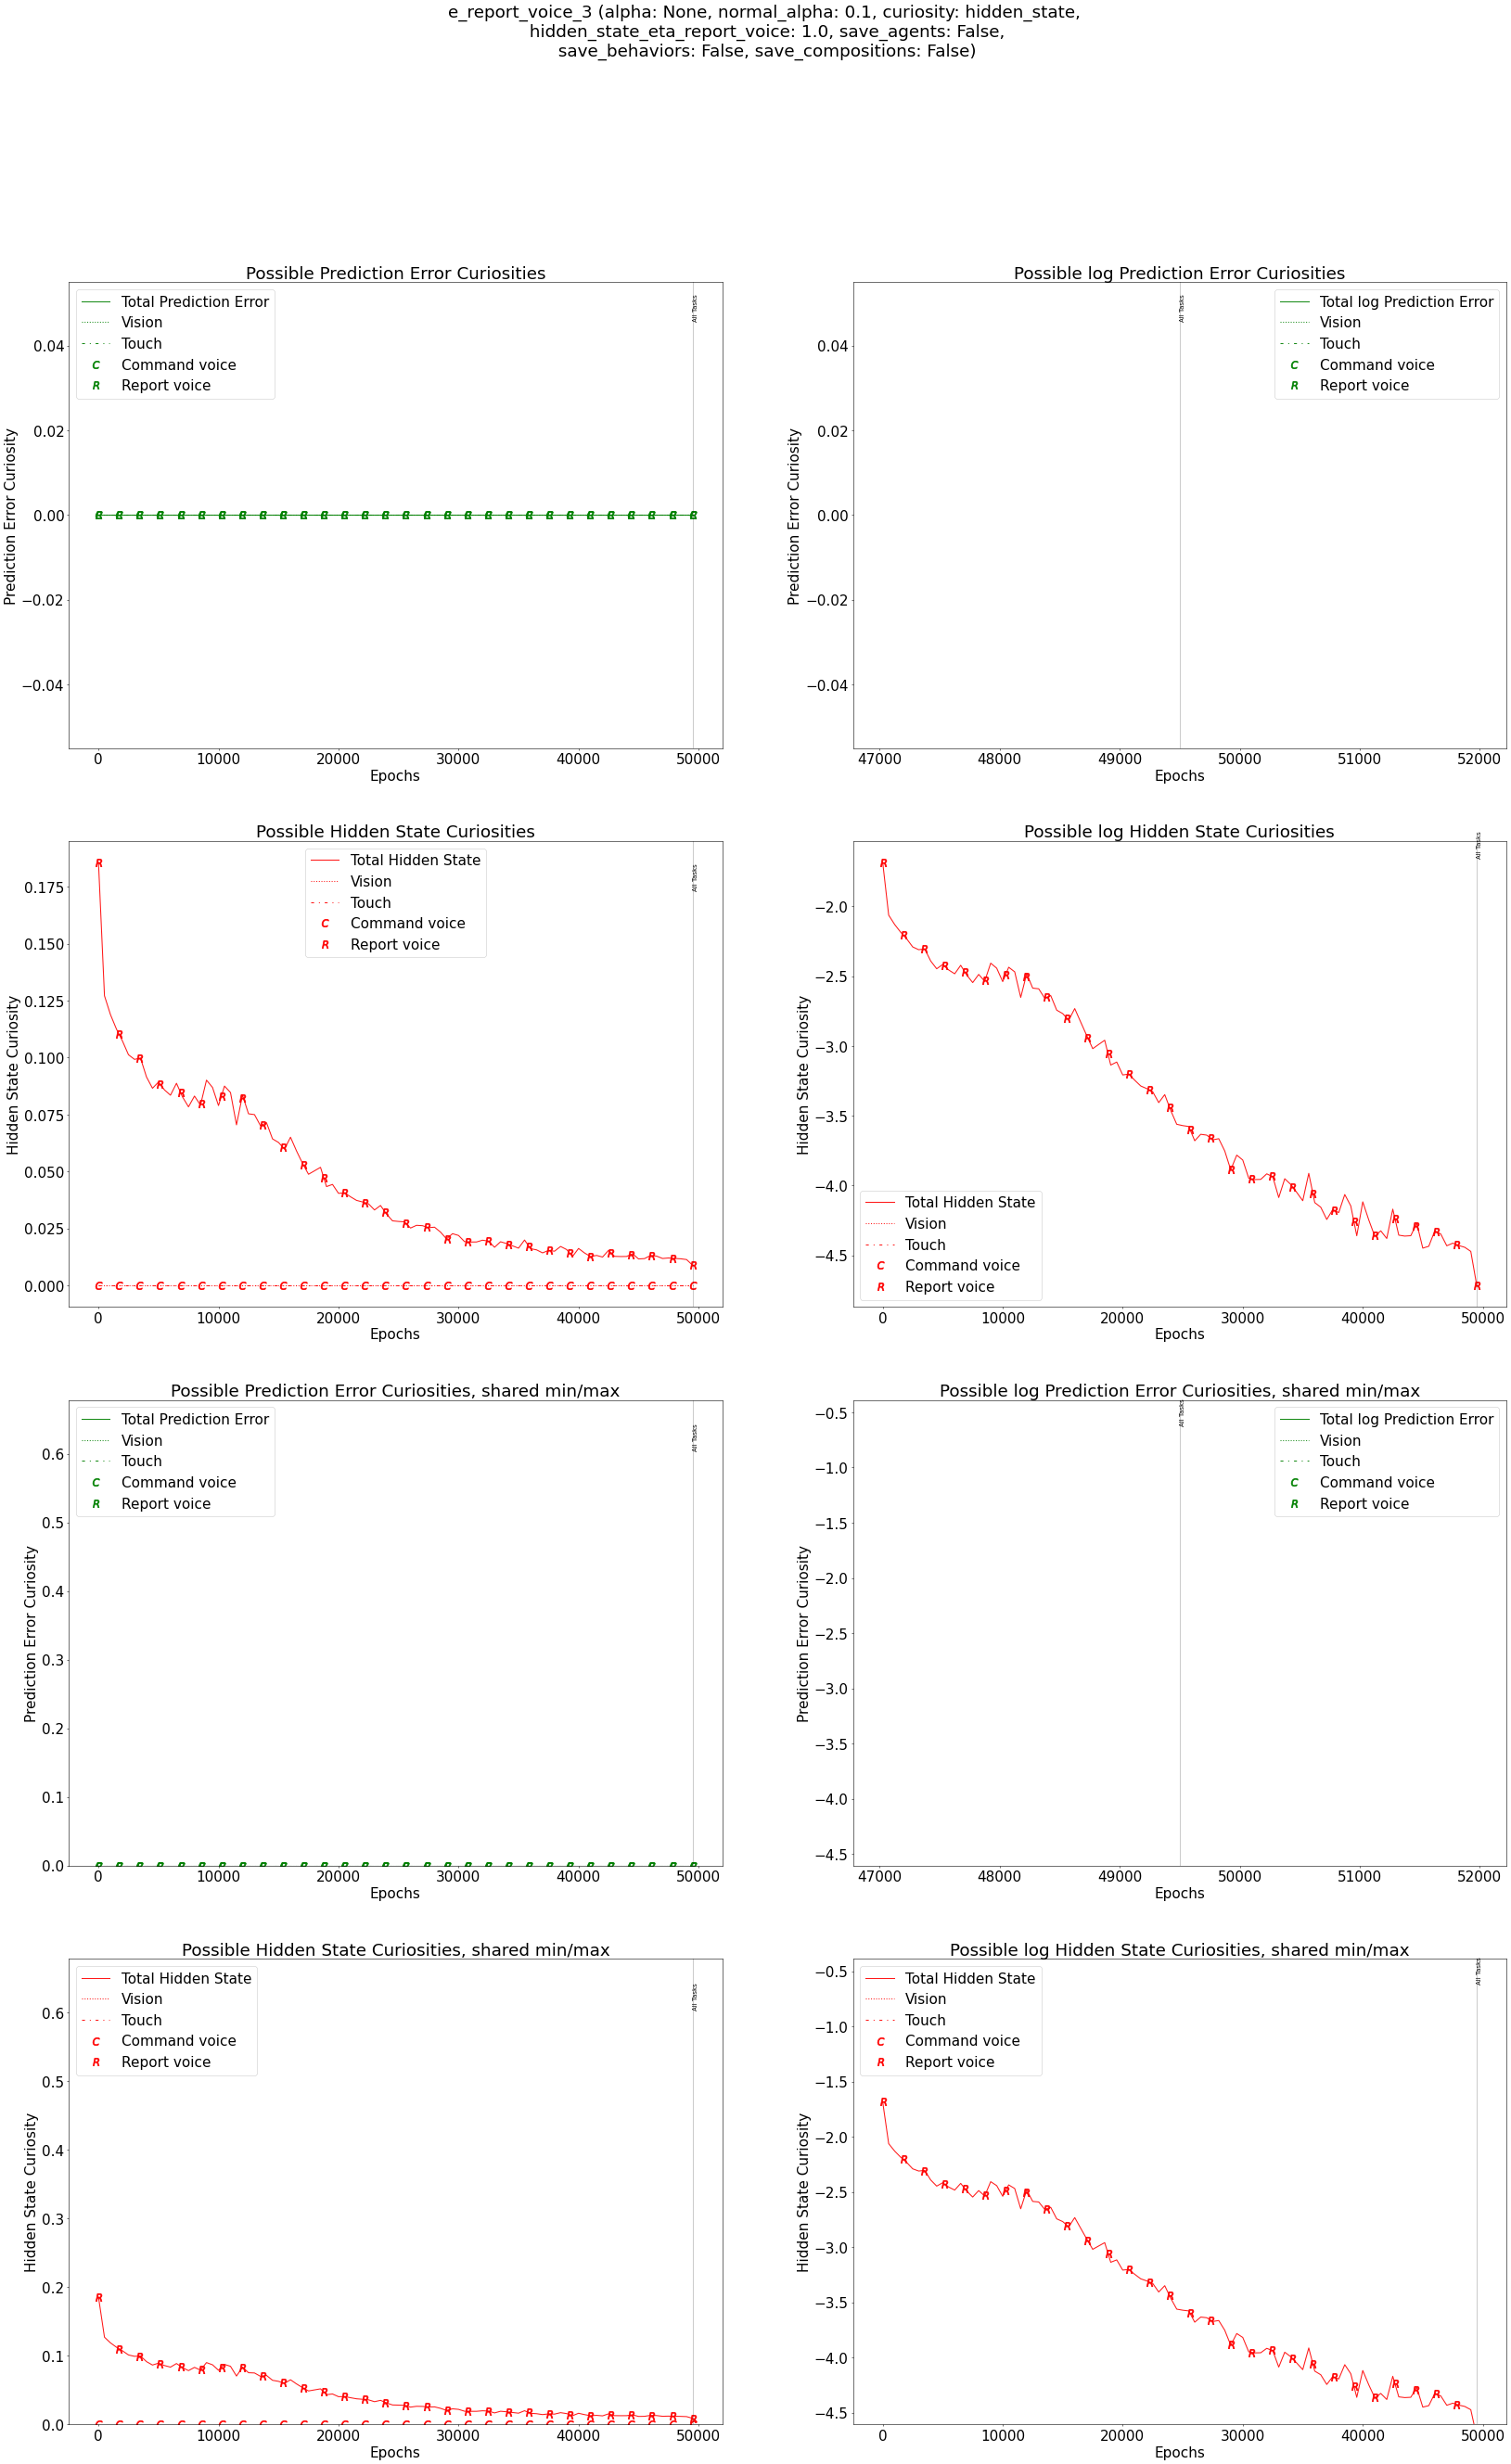 e_report_voice_3 (alpha: None, normal_alpha: 0.1, curiosity: hidden_state,
hidden_state_eta_report_voice: 1.0, save_agents: False,
save_behaviors: False, save_compositions: False)
Possible Prediction Error Curiosities
Total Prediction Error
Vision
Touch
C Command voice
R Report voice
All Tasks
0.04
0.02
0.00
−0.02
−0.04
Prediction Error Curiosity
0 10000 20000 30000 40000 50000
Epochs
Possible log Prediction Error Curiosities
Total log Prediction Error
Vision
Touch
C Command voice
R Report voice
All Tasks
0.04
0.02
0.00
−0.02
−0.04
Prediction Error Curiosity
47000 48000 49000 50000 51000 52000
Epochs
Possible Hidden State Curiosities
Total Hidden State
Vision
Touch
C Command voice
R Report voice
All Tasks
0.175
0.150
0.125
0.100
0.075
0.050
0.025
0.000
Hidden State Curiosity
0 10000 20000 30000 40000 50000
Epochs
Possible log Hidden State Curiosities
All Tasks
−2.0
−2.5
−3.0
−3.5
−4.0
−4.5
Hidden State Curiosity
Total Hidden State
Vision
Touch
C Command voice
R Report voice
0 10000 20000 30000 40000 50000
Epochs
Possible Prediction Error Curiosities, shared min/max
Total Prediction Error
Vision
Touch
C Command voice
R Report voice
All Tasks
0.6
0.5
0.4
0.3
0.2
0.1
0.0
Prediction Error Curiosity
0 10000 20000 30000 40000 50000
Epochs
Possible log Prediction Error Curiosities, shared min/max
Total log Prediction Error
Vision
Touch
C Command voice
R Report voice
All Tasks
−0.5
−1.0
−1.5
−2.0
−2.5
−3.0
−3.5
−4.0
−4.5
Prediction Error Curiosity
47000 48000 49000 50000 51000 52000
Epochs
Possible Hidden State Curiosities, shared min/max
Total Hidden State
Vision
Touch
C Command voice
R Report voice
All Tasks
0.6
0.5
0.4
0.3
0.2
0.1
0.0
Hidden State Curiosity
0 10000 20000 30000 40000 50000
Epochs
Possible log Hidden State Curiosities, shared min/max
Total Hidden State
Vision
Touch
C Command voice
R Report voice
All Tasks
−0.5
−1.0
−1.5
−2.0
−2.5
−3.0
−3.5
−4.0
−4.5
Hidden State Curiosity
0 10000 20000 30000 40000 50000
Epochs